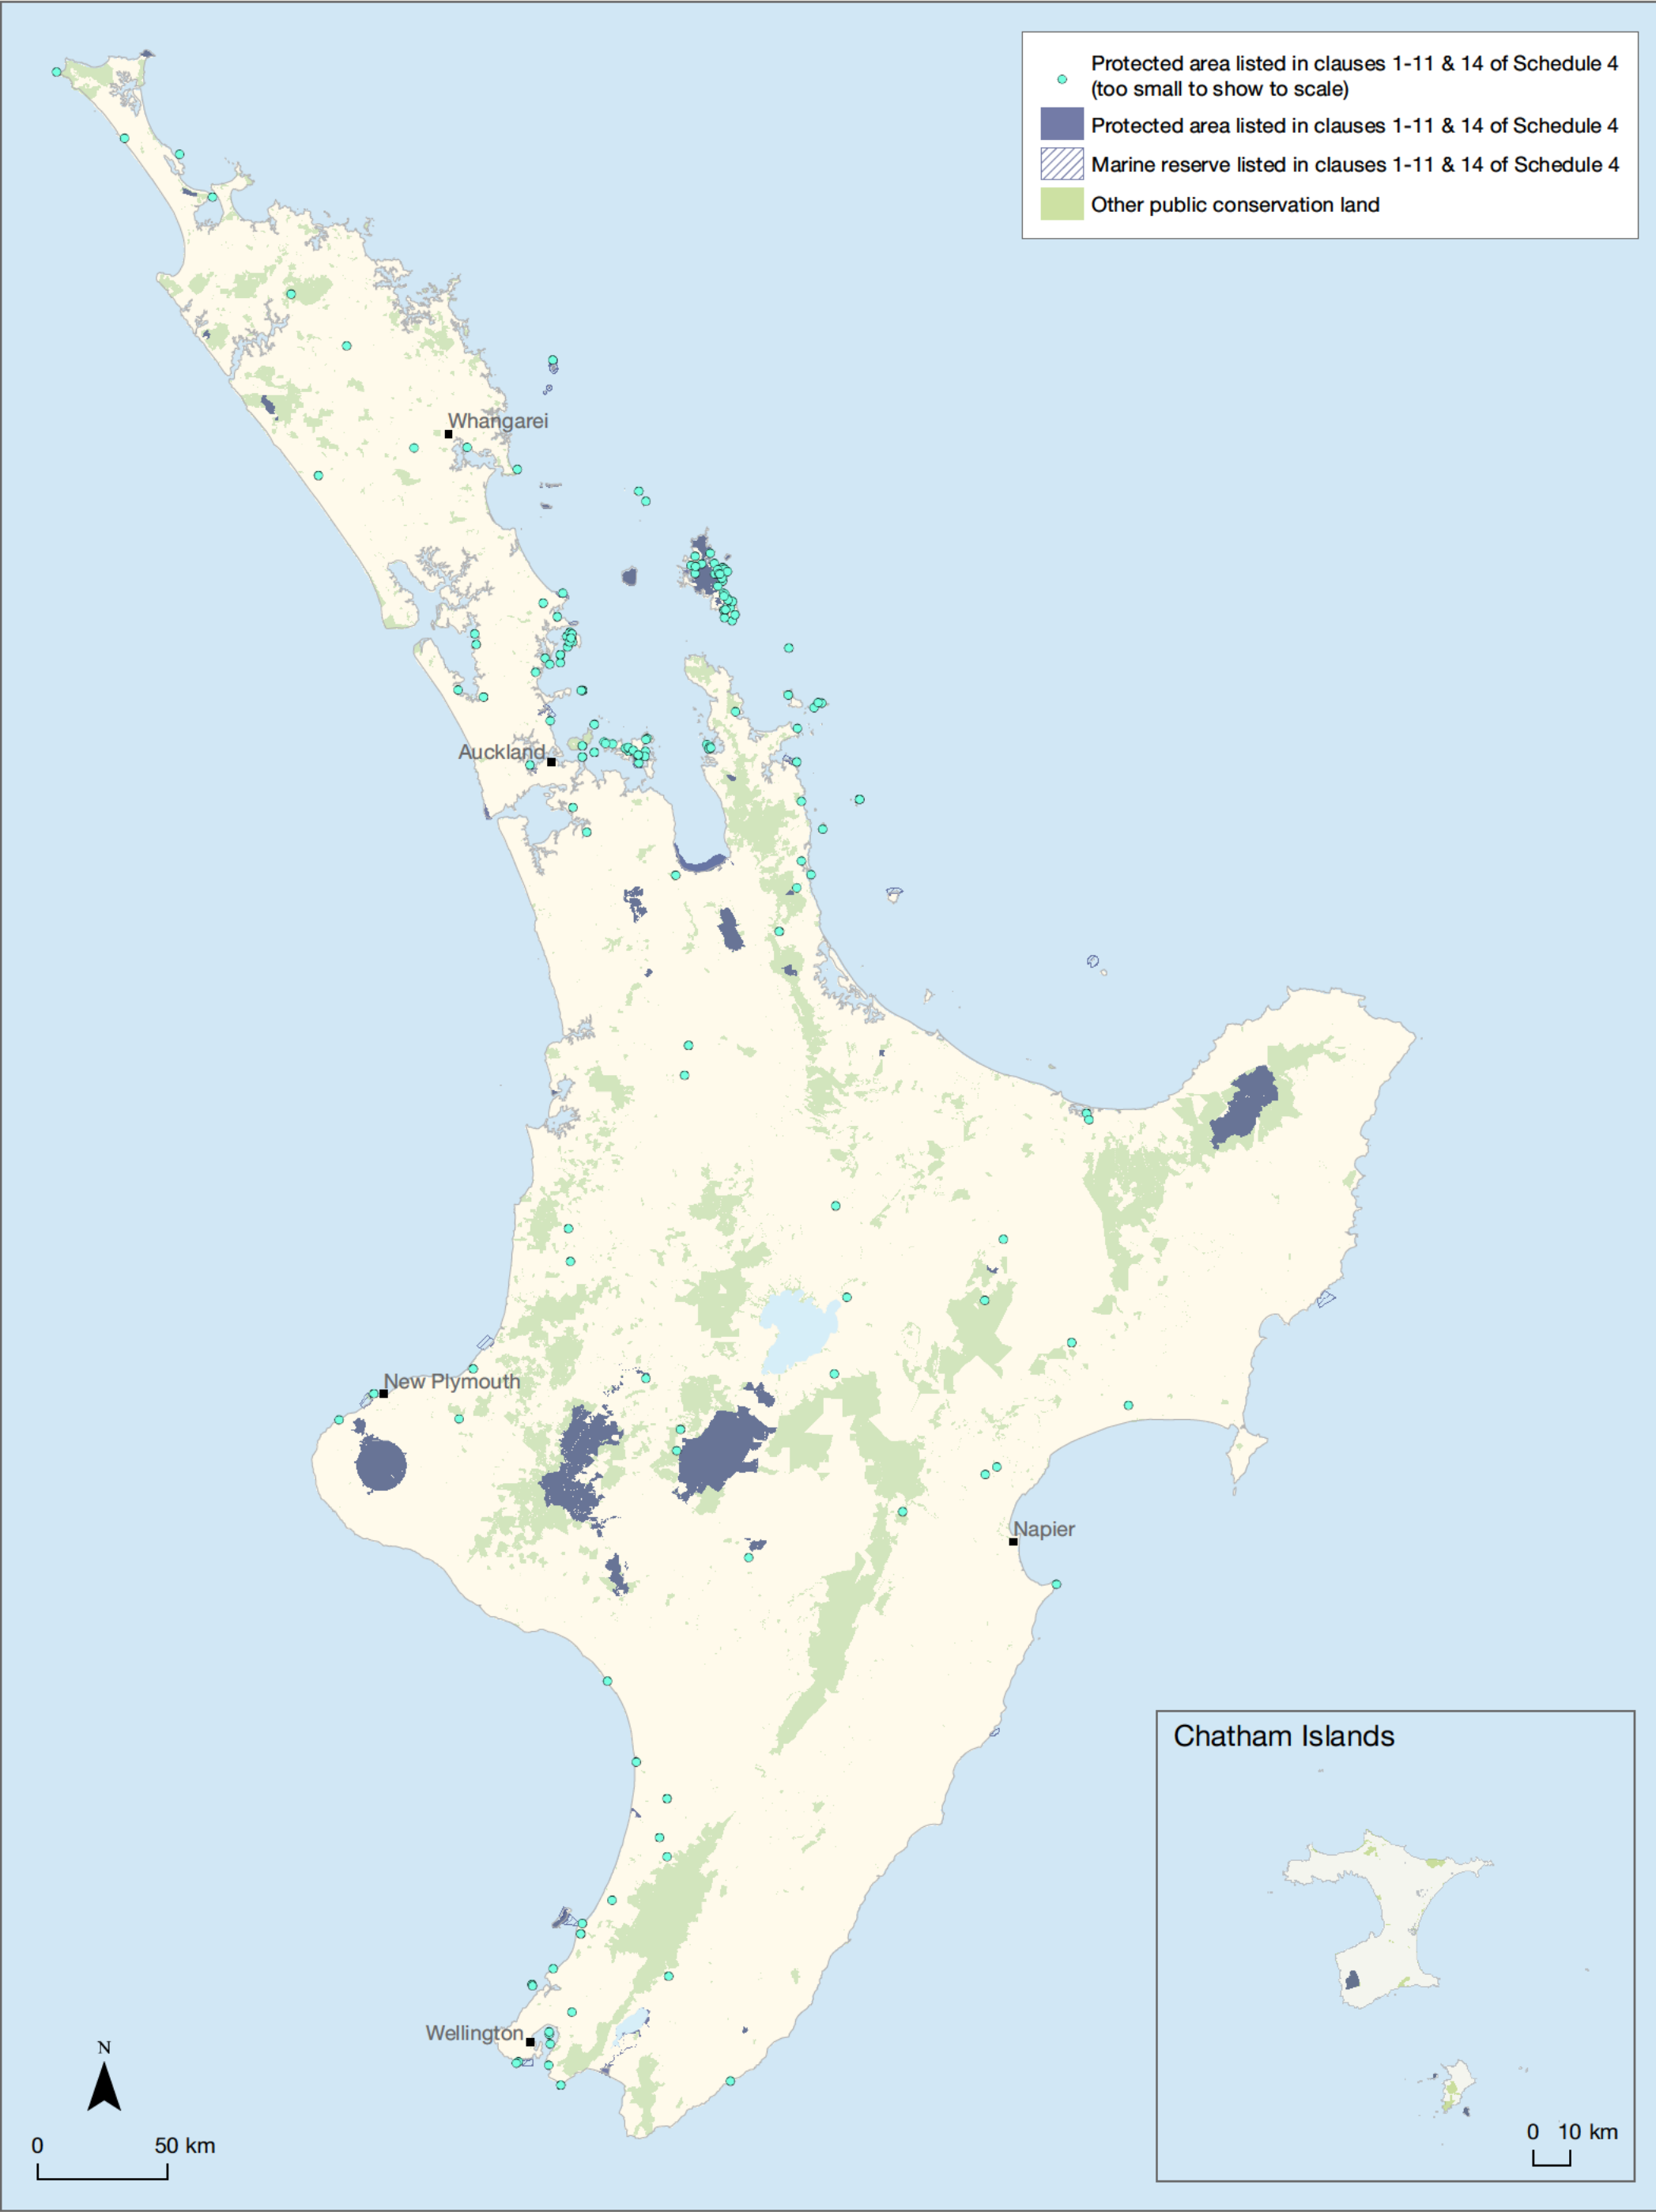 Protected area listed in clauses 1-11 & 14 of Schedule 4
(too small to show to scale)
Protected area listed in clauses 1-11 & 14 of Schedule 4
Marine reserve listed in clauses 1-11 & 14 of Schedule 4
Other public conservation land
Whangarei
Auckland
New Plymouth
Napier
Wellington
N
0 50 km
Chatham Islands
0 10 km